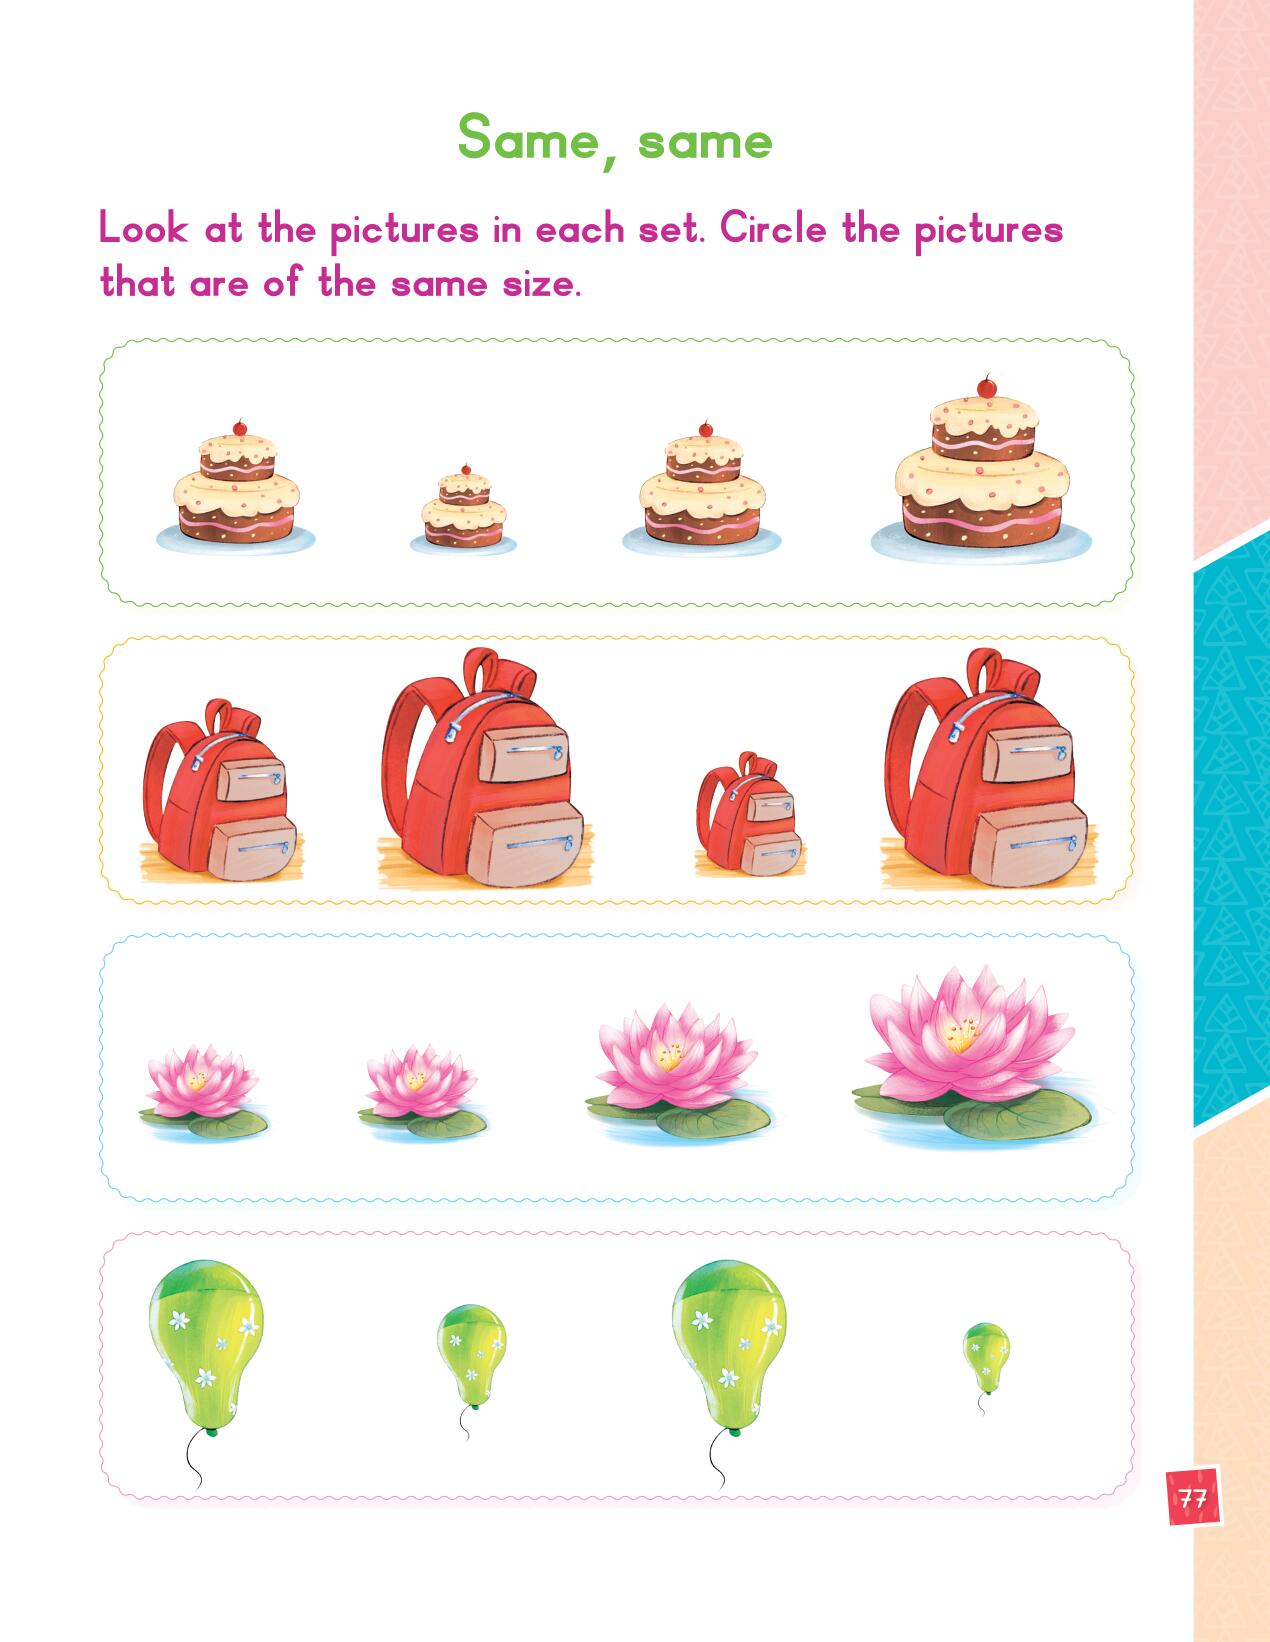 Same, same
Look at the pictures in each set. Circle the pictures
that are of the same size.
77